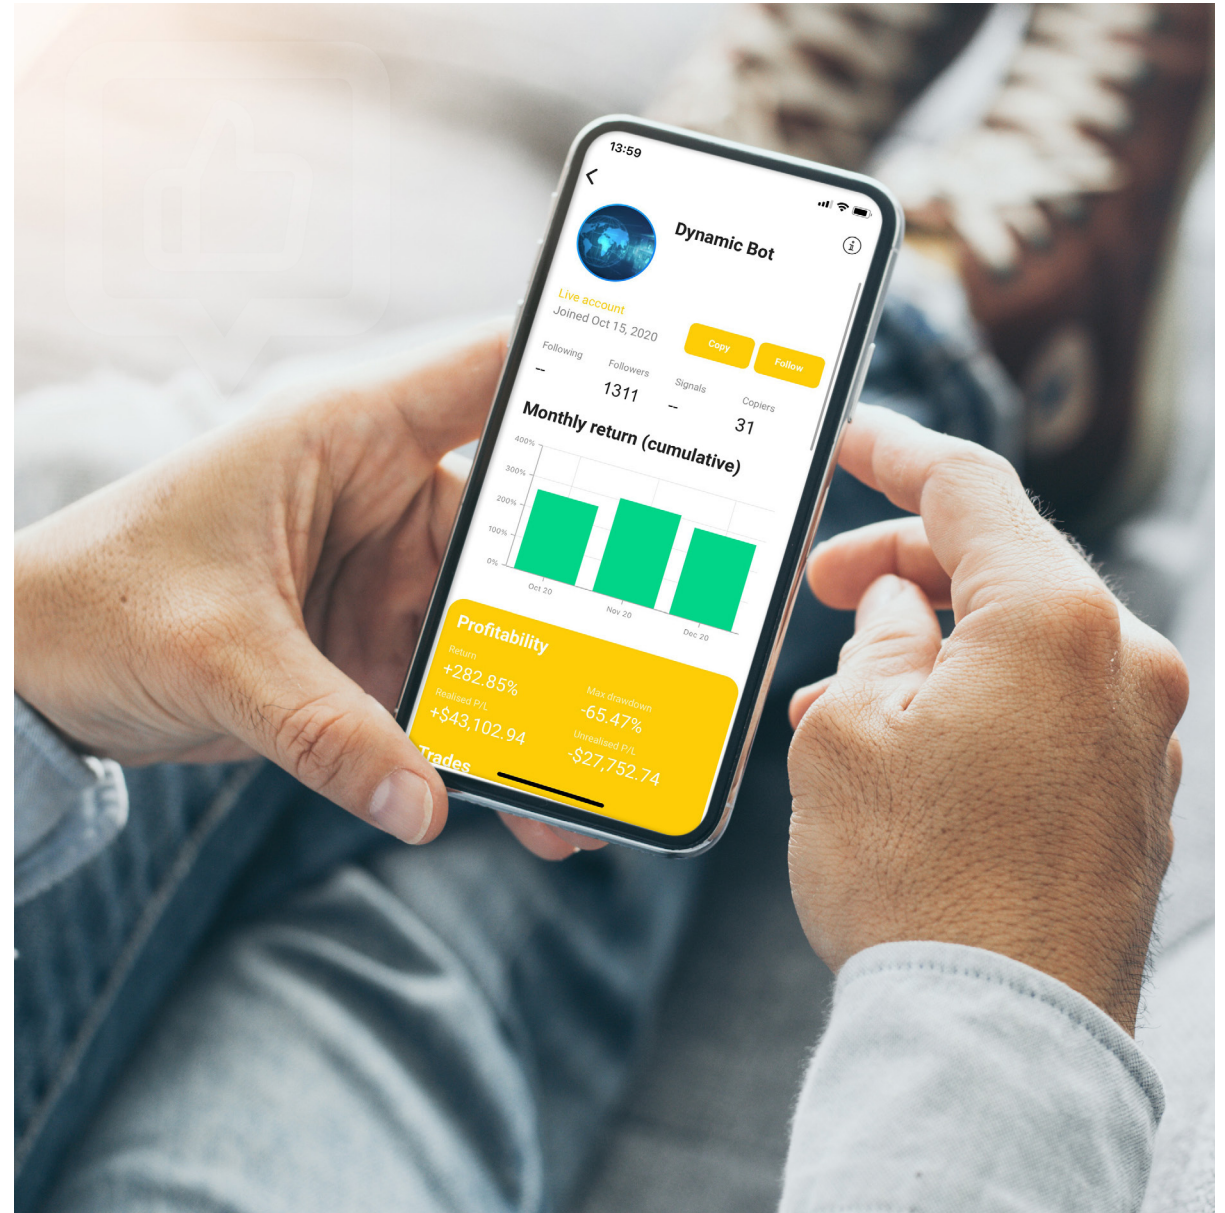 13:59
Dynamic Bot
Live account
Joined Oct 15, 2020
Copy
Follow
Following
Followers
Signals
Copiers
--
1311
--
31
Monthly return (cumulative)
400%
300%
200%
100%
0%
Oct 20
Nov 20
Dec 20
Profitability
Return
+282.85%
Max drawdown
-65.47%
Realised P/L
+$43,102.94
Unrealised P/L
-$27,752.74
Trades